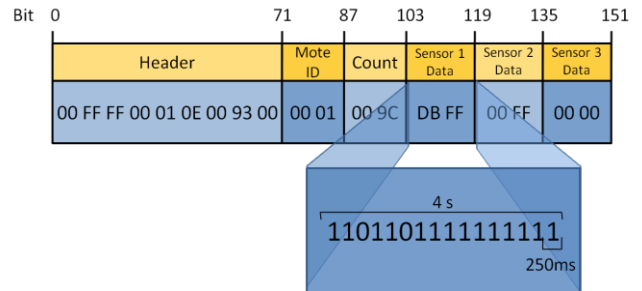 Bit 0 71 87 103 119 135 151
Header Mote ID Count Sensor 1 Data Sensor 2 Data Sensor 3 Data
00 FF FF 00 01 0E 00 93 00 00 01 00 9C DB FF 00 FF 00 00
4 s
1101101111111111
250ms